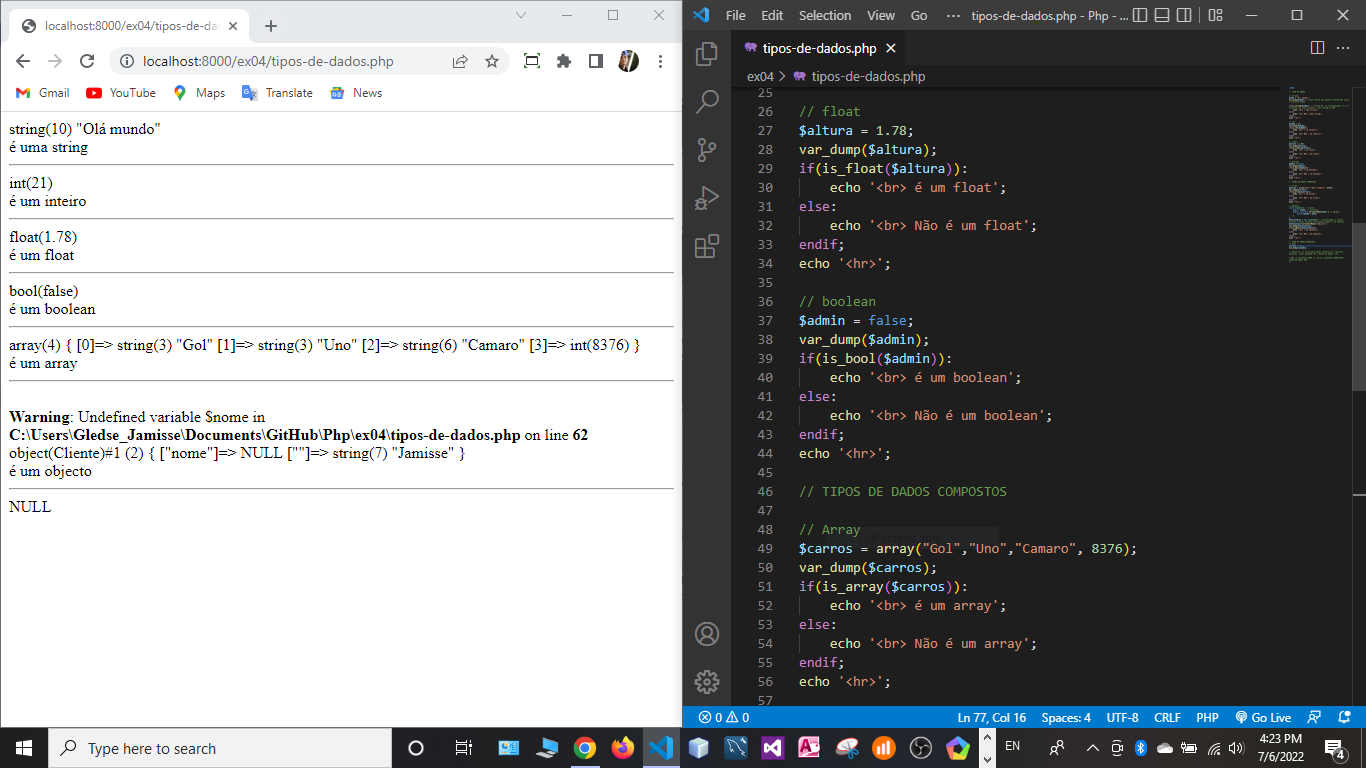 localhost:8000/ex04/tipos-de-da
localhost:8000/ex04/tipos-de-dados.php
Gmail
YouTube
Maps
Translate
News
string(10) "Olá mundo"
é uma string
int(21)
é um inteiro
float(1.78)
é um float
bool(false)
é um boolean
array(4) { [0]=> string(3) "Gol" [1]=> string(3) "Uno" [2]=> string(6) "Camaro" [3]=> int(8376) }
é um array
Warning: Undefined variable $nome in
C:\Users\Gledse_Jamisse\Documents\GitHub\Php\ex04\tipos-de-dados.php on line 62
object(Cliente)#1 (2) { ["nome"]=> NULL [""]=> string(7) "Jamisse" }
é um objecto
NULL
File Edit Selection View Go ··· tipos-de-dados.php - Php - ...
tipos-de-dados.php
ex04 > tipos-de-dados.php
25
26 // float
27 $altura = 1.78;
28 var_dump($altura);
29 if(is_float($altura)):
30 echo '<br> é um float';
31 else:
32 echo '<br> Não é um float';
33 endif;
34 echo '<hr>';
35
36 // boolean
37 $admin = false;
38 var_dump($admin);
39 if(is_bool($admin)):
40 echo '<br> é um boolean';
41 else:
42 echo '<br> Não é um boolean';
43 endif;
44 echo '<hr>';
45
46 // TIPOS DE DADOS COMPOSTOS
47
48 // Array
49 $carros = array("Gol","Uno","Camaro", 8376);
50 var_dump($carros);
51 if(is_array($carros)):
52 echo '<br> é um array';
53 else:
54 echo '<br> Não é um array';
55 endif;
56 echo '<hr>';
57
0 0
Ln 77, Col 16 Spaces: 4 UTF-8 CRLF PHP Go Live
Type here to search
EN
4:23 PM
7/6/2022
4